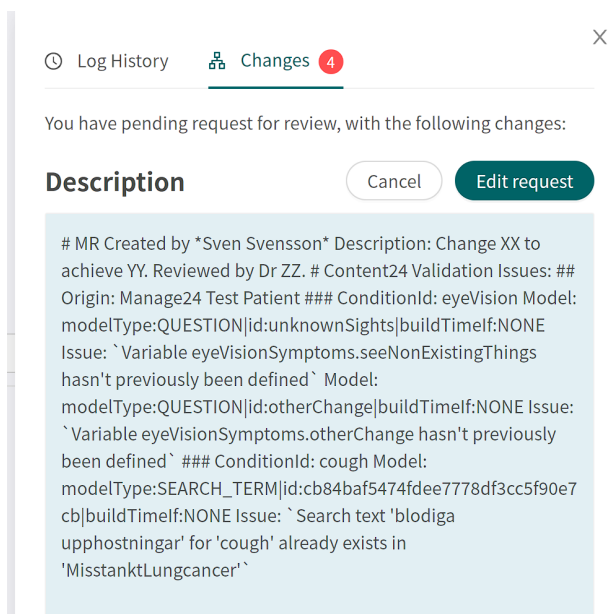 Log History
Changes 4
You have pending request for review, with the following changes:
Description
Cancel
Edit request
# MR Created by *Sven Svensson* Description: Change XX to
achieve YY. Reviewed by Dr ZZ. # Content24 Validation Issues: ##
Origin: Manage24 Test Patient ### ConditionId: eyeVision Model:
modelType:QUESTION|id:unknownSights|buildTimeIf:NONE
Issue: `Variable eyeVisionSymptoms.seeNonExistingThings
hasn't previously been defined` Model:
modelType:QUESTION|id:otherChange|buildTimeIf:NONE Issue:
`Variable eyeVisionSymptoms.otherChange hasn't previously
been defined` ### ConditionId: cough Model:
modelType:SEARCH_TERM|id:cb84baf5474fdee7778df3cc5f90e7
cb|buildTimeIf:NONE Issue: `Search text 'blodiga
upphostningar' for 'cough' already exists in
'MisstanktLungcancer'`